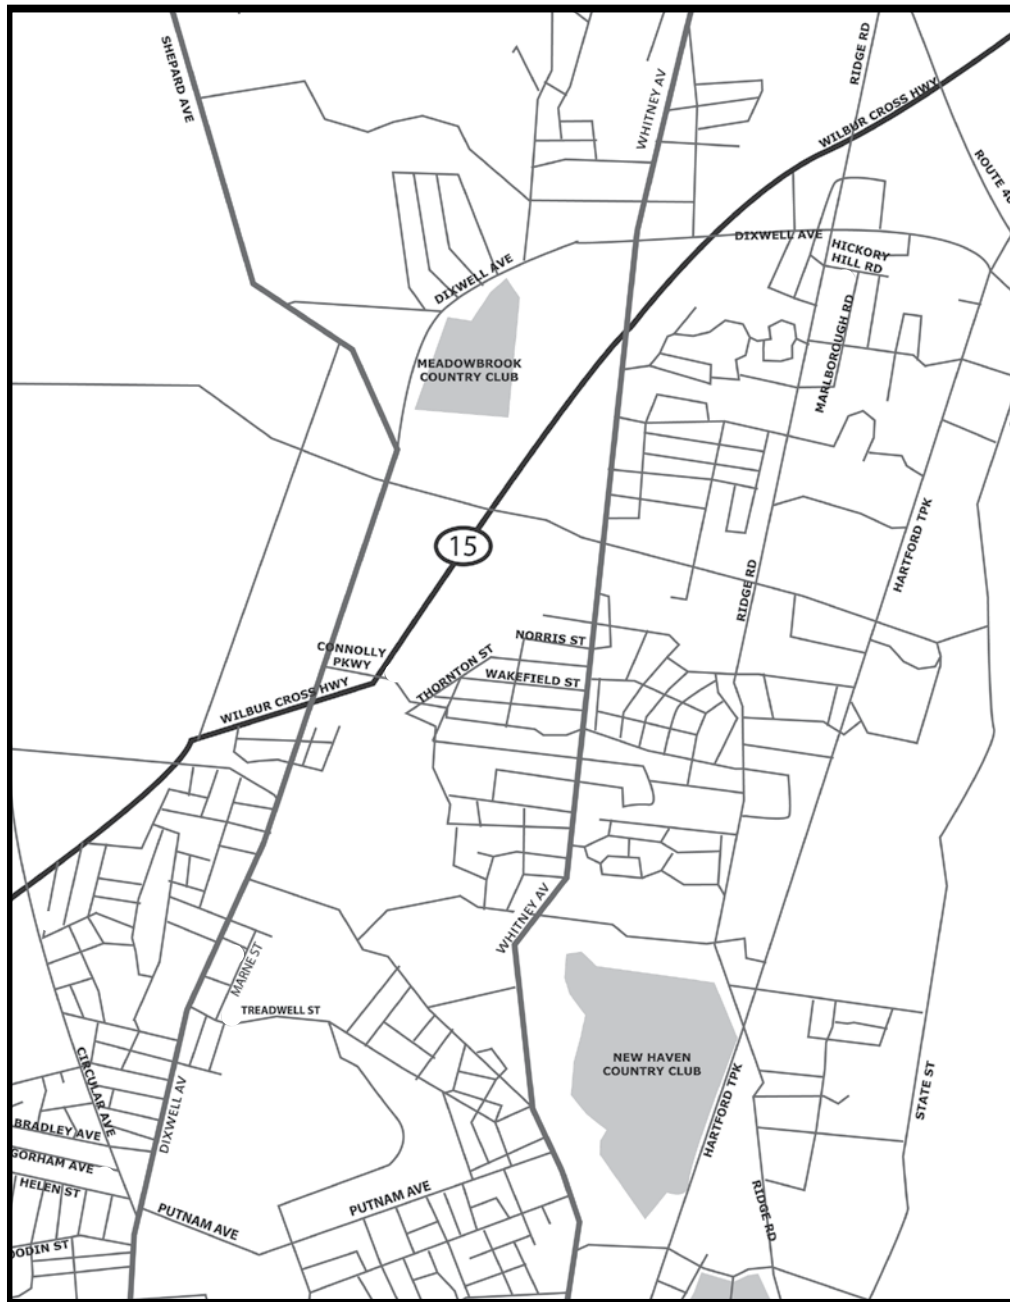 SHEPARD AVE
WHITNEY AV
RIDGE RD
WILBUR CROSS HWY
DIXWELL AVE
HICKORY
HILL RD
DIXWELL AVE
MARLBOROUGH RD
MEADOWBROOK
COUNTRY CLUB
15
HARTFORD TPK
RIDGE RD
NORRIS ST
CONNOLLY
PKWY
THORNTON ST
WAKEFIELD ST
WILBUR CROSS HWY
WHITNEY AV
MARNE ST
TREADWELL ST
NEW HAVEN
COUNTRY CLUB
CIRCULAR AVE
STATE ST
HARTFORD TPK
DIXWELL AV
BRADLEY AVE
GORHAM AVE
HELEN ST
PUTNAM AVE
PUTNAM AVE
RIDGE RD
ST
ROUTE